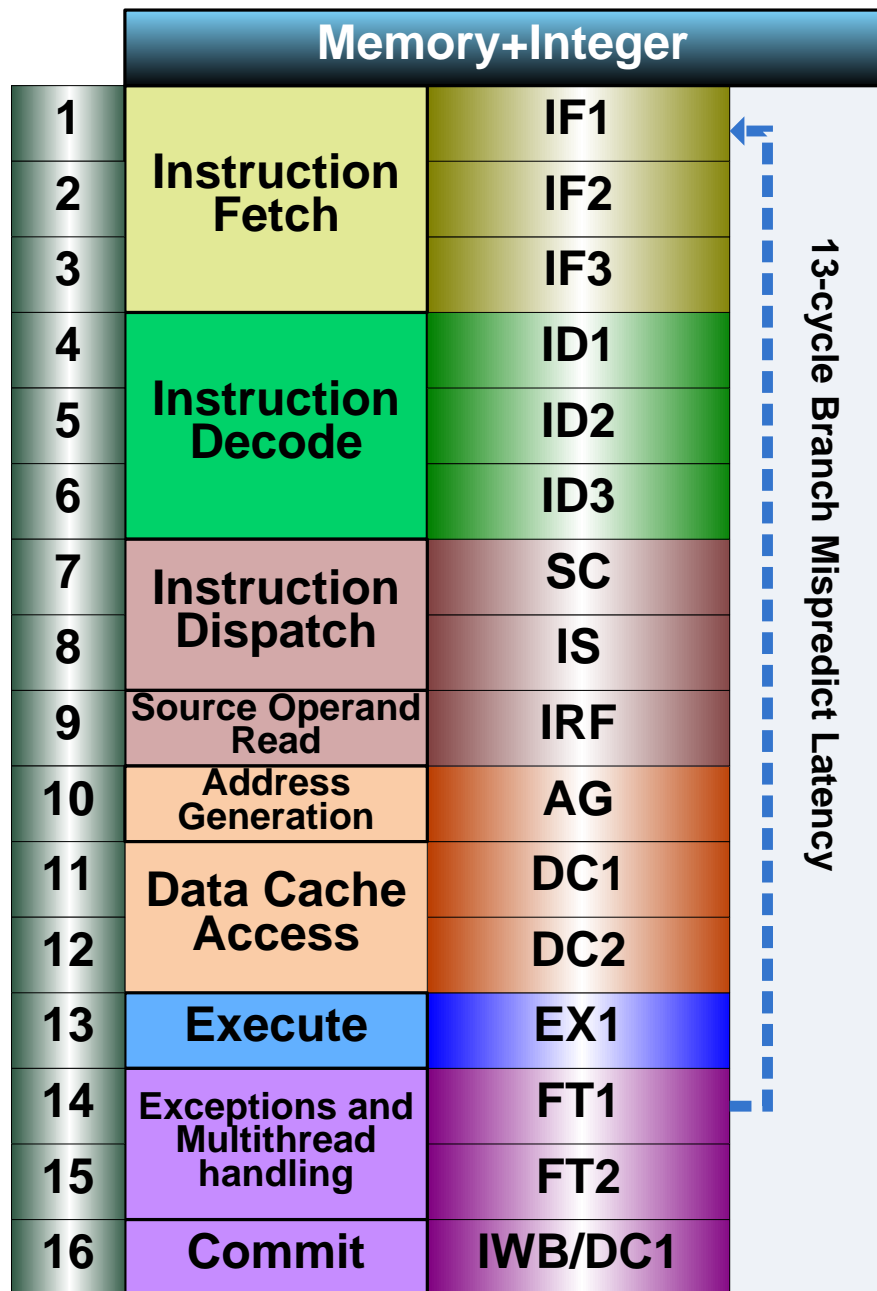 Memory+Integer
1
Instruction
Fetch
IF1
2
IF2
3
IF3
4
Instruction
Decode
ID1
5
ID2
6
ID3
7
Instruction
Dispatch
SC
8
IS
9
Source Operand
Read
IRF
10
Address
Generation
AG
11
Data Cache
Access
DC1
12
DC2
13
Execute
EX1
14
Exceptions and
Multithread
handling
FT1
15
FT2
16
Commit
IWB/DC1
13-cycle Branch Mispredict Latency